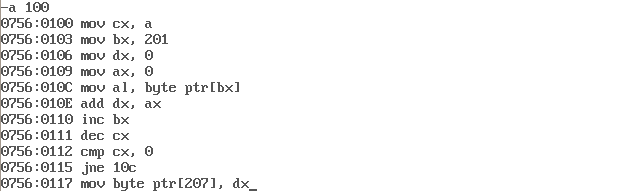 -a 100
0756:0100 mov cx, a
0756:0103 mov bx, 201
0756:0106 mov dx, 0
0756:0109 mov ax, 0
0756:010C mov al, byte ptr[bx]
0756:010E add dx, ax
0756:0110 inc bx
0756:0111 dec cx
0756:0112 cmp cx, 0
0756:0115 jne 10c
0756:0117 mov byte ptr[207], dx_